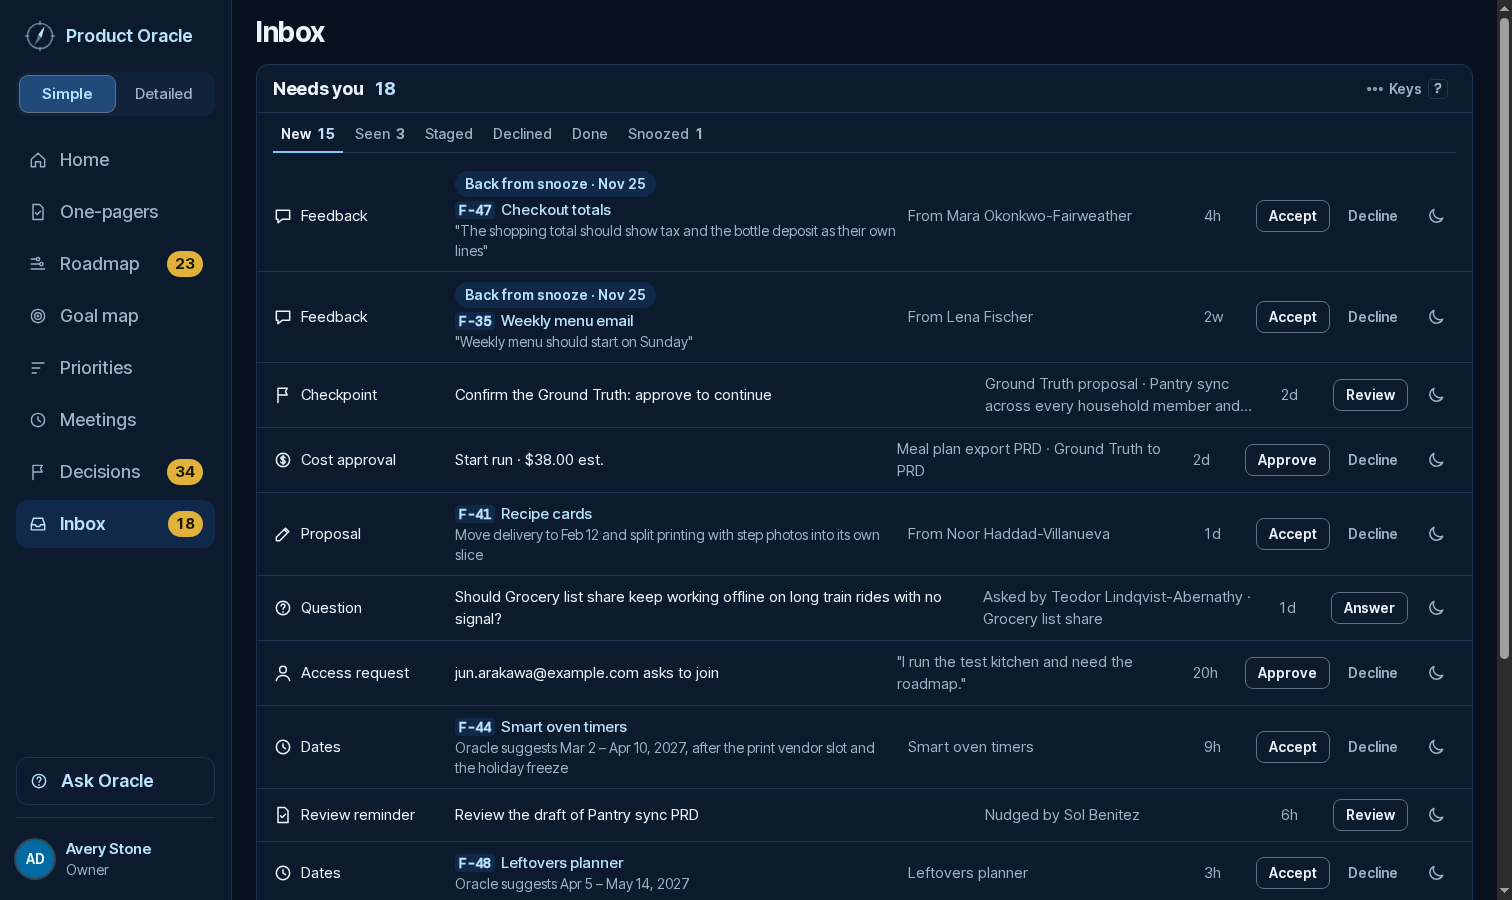 Product Oracle
Simple
Detailed
Home
One-pagers
Roadmap 23
Goal map
Priorities
Meetings
Decisions 34
Inbox 18
Ask Oracle
AD
Avery Stone
Owner
Inbox
Needs you 18
Keys ?
New 15
Seen 3
Staged
Declined
Done
Snoozed 1
Feedback
Back from snooze · Nov 25
F-47 Checkout totals
"The shopping total should show tax and the bottle deposit as their own
lines"
From Mara Okonkwo-Fairweather
4h
Accept
Decline
Feedback
Back from snooze · Nov 25
F-35 Weekly menu email
"Weekly menu should start on Sunday"
From Lena Fischer
2w
Accept
Decline
Checkpoint
Confirm the Ground Truth: approve to continue
Ground Truth proposal · Pantry sync
across every household member and...
2d
Review
Cost approval
Start run · $38.00 est.
Meal plan export PRD · Ground Truth to
PRD
2d
Approve
Decline
Proposal
F-41 Recipe cards
Move delivery to Feb 12 and split printing with step photos into its own
slice
From Noor Haddad-Villanueva
1d
Accept
Decline
Question
Should Grocery list share keep working offline on long train rides with no
signal?
Asked by Teodor Lindqvist-Abernathy ·
Grocery list share
1d
Answer
Decline
Access request
jun.arakawa@example.com asks to join
"I run the test kitchen and need the
roadmap."
20h
Approve
Decline
Dates
F-44 Smart oven timers
Oracle suggests Mar 2 – Apr 10, 2027, after the print vendor slot and
the holiday freeze
Smart oven timers
9h
Accept
Decline
Review reminder
Review the draft of Pantry sync PRD
Nudged by Sol Benitez
6h
Review
Dates
F-48 Leftovers planner
Oracle suggests Apr 5 – May 14, 2027
Leftovers planner
3h
Accept
Decline